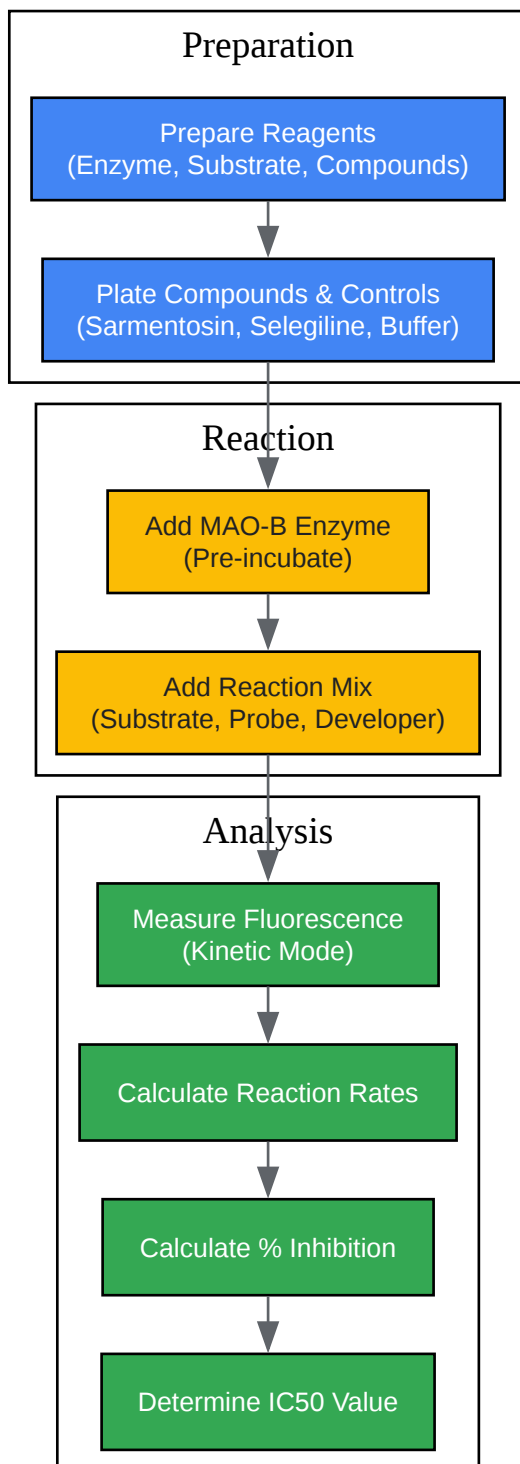 Preparation
Prepare Reagents
(Enzyme, Substrate, Compounds)
Plate Compounds & Controls
(Sarmentosin, Selegiline, Buffer)
Reaction
Add MAO-B Enzyme
(Pre-incubate)
Add Reaction Mix
(Substrate, Probe, Developer)
Analysis
Measure Fluorescence
(Kinetic Mode)
Calculate Reaction Rates
Calculate % Inhibition
Determine IC50 Value